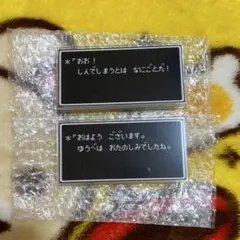 ＊「おお！
しんでしまうとは なにごとだ！
＊「おはよう ございます。
ゆうべは おたのしみでしたね。